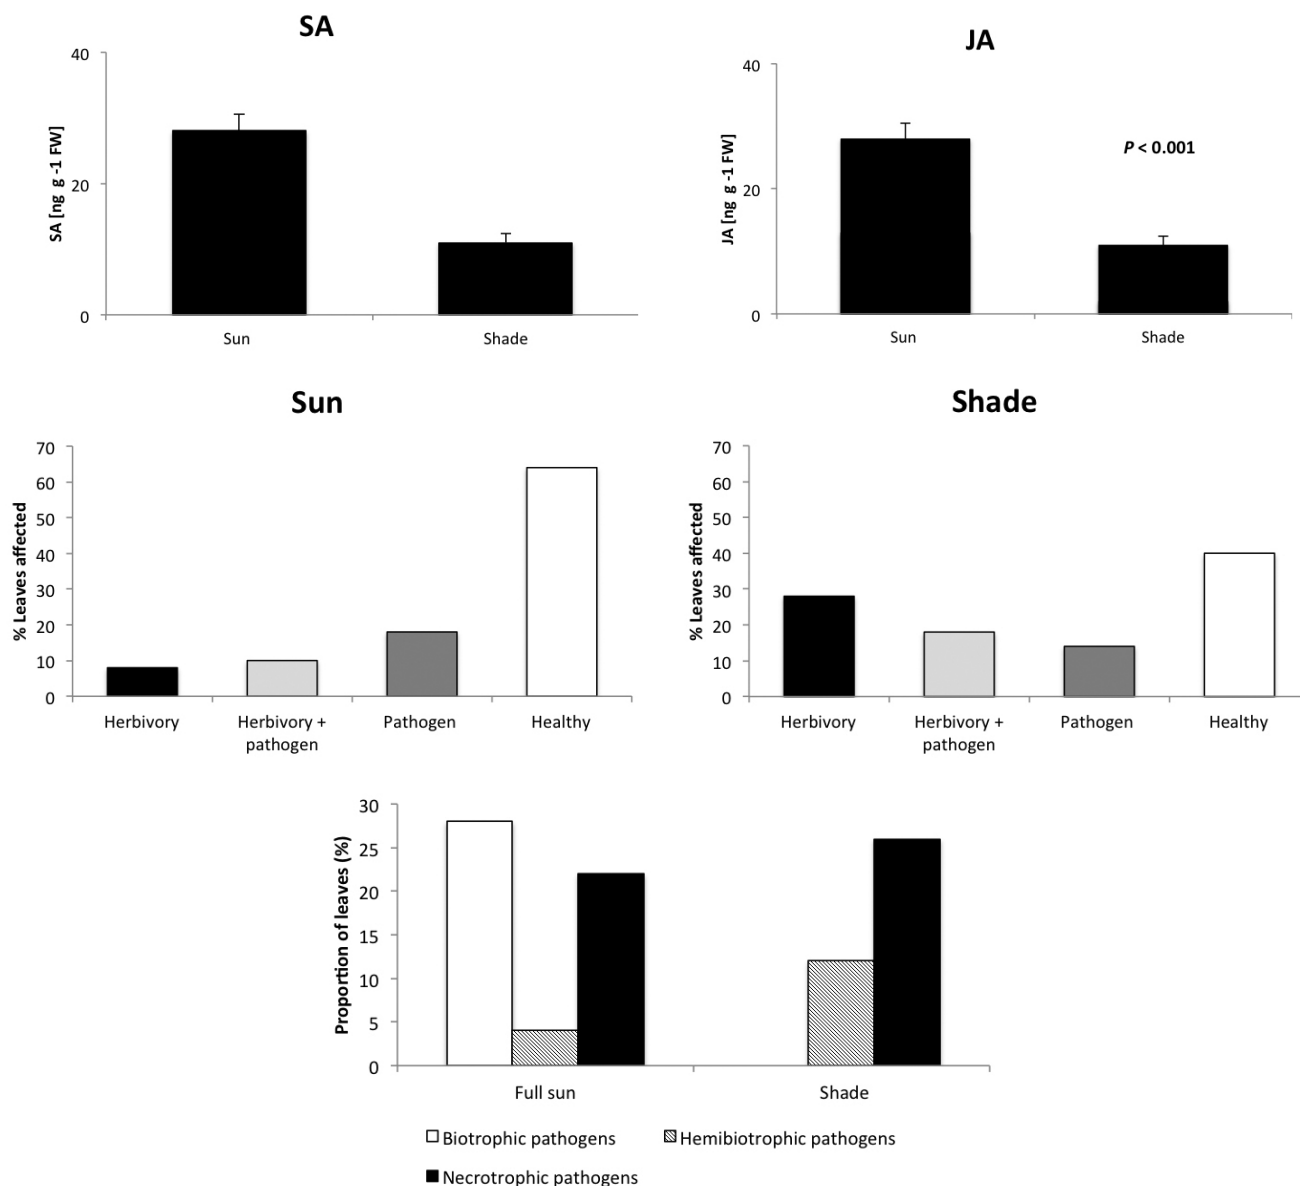 SA
40
20
0
SA [ng g -1 FW]
Sun
Shade
JA
40
20
0
JA [ng g -1 FW]
P < 0.001
Sun
Shade
Sun
70
60
50
40
30
20
10
0
% Leaves affected
Herbivory
Herbivory +
pathogen
Pathogen
Healthy
Shade
70
60
50
40
30
20
10
0
% Leaves affected
Herbivory
Herbivory +
pathogen
Pathogen
Healthy
30
25
20
15
10
5
0
Proportion of leaves (%)
Full sun
Shade
Biotrophic pathogens
Hemibiotrophic pathogens
Necrotrophic pathogens